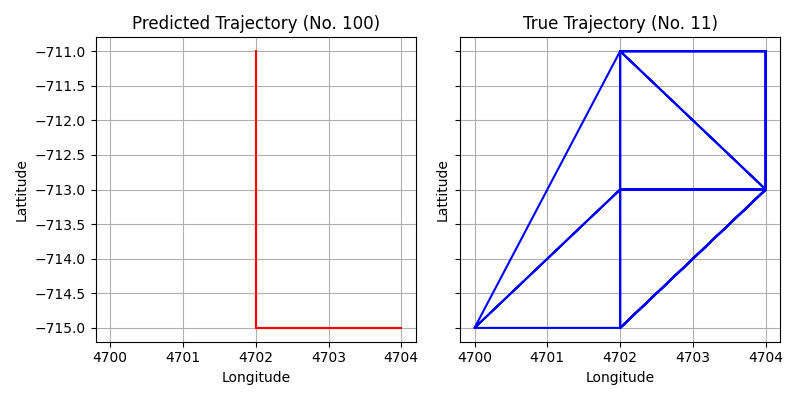 Predicted Trajectory (No. 100)
True Trajectory (No. 11)
−711.0
−711.5
−712.0
−712.5
−713.0
−713.5
−714.0
−714.5
−715.0
Lattitude
Lattitude
4700 4701 4702 4703 4704
4700 4701 4702 4703 4704
Longitude
Longitude